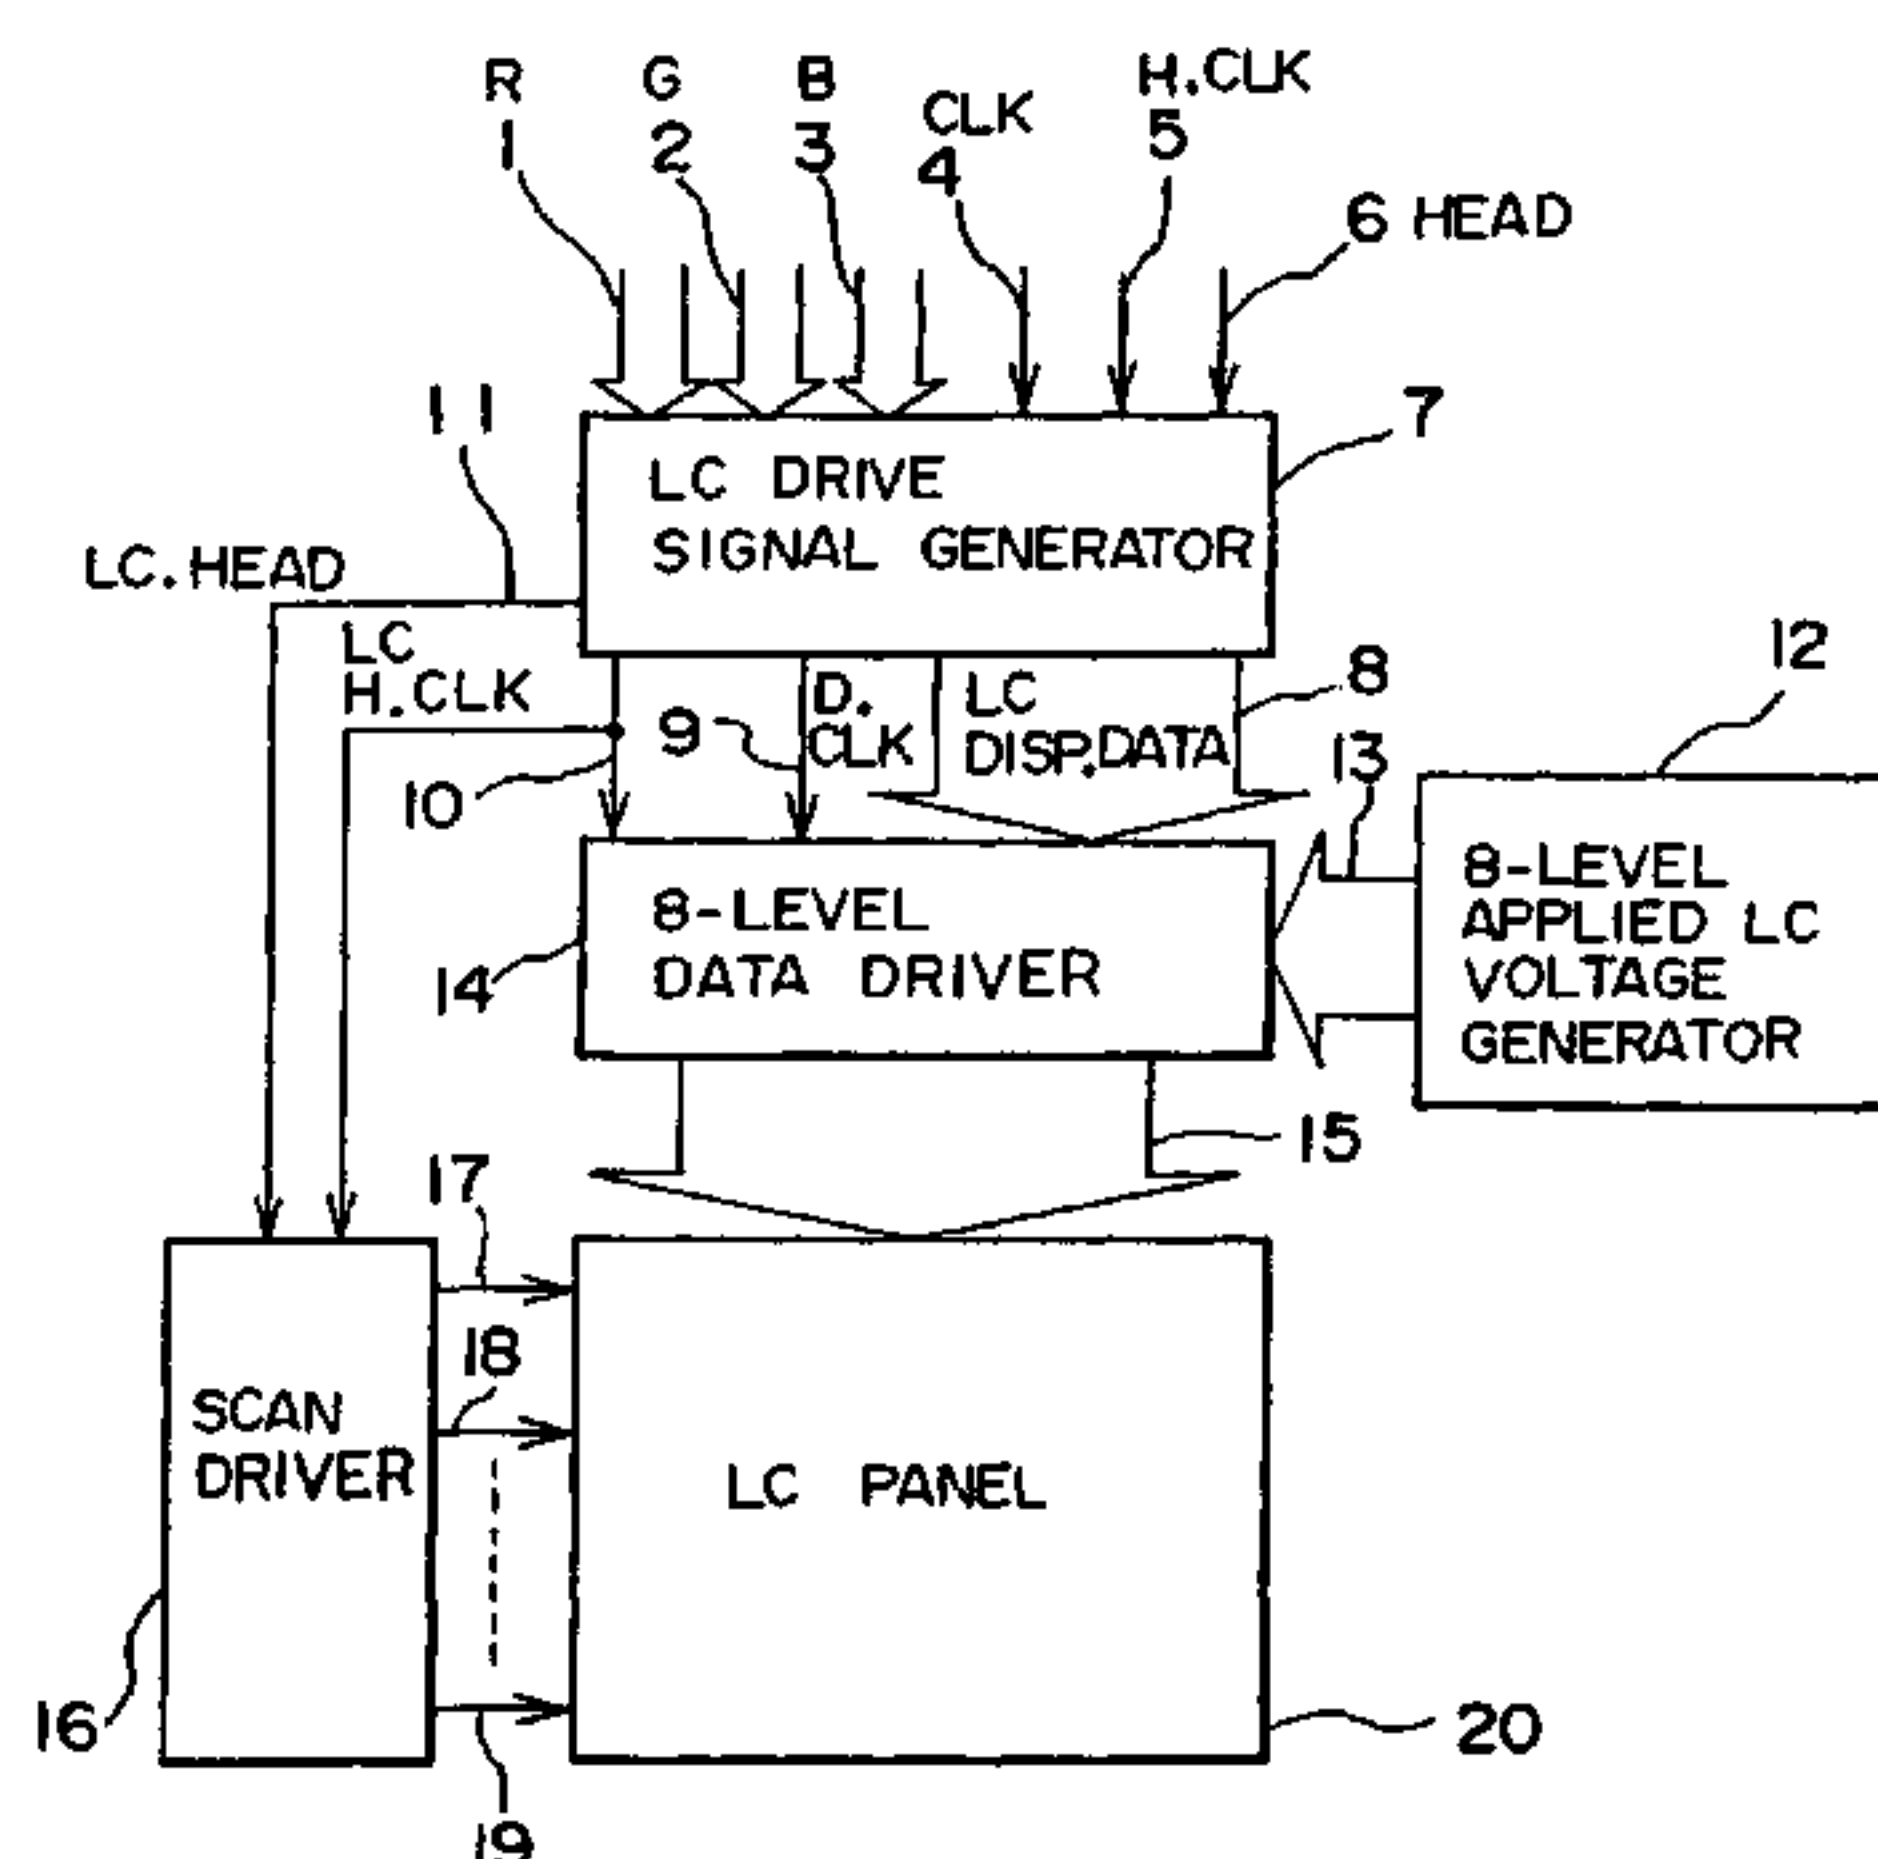 R G B CLK H.CLK
1 2 3 4 5
6 HEAD
11
7
LC DRIVE
SIGNAL GENERATOR
LC.HEAD
LC
H.CLK
10
9
D.
CLK
LC
DISP.DATA
8
12
13
8-LEVEL
APPLIED LC
VOLTAGE
GENERATOR
8-LEVEL
DATA DRIVER
14
15
17
18
SCAN
DRIVER
LC PANEL
16
19
20